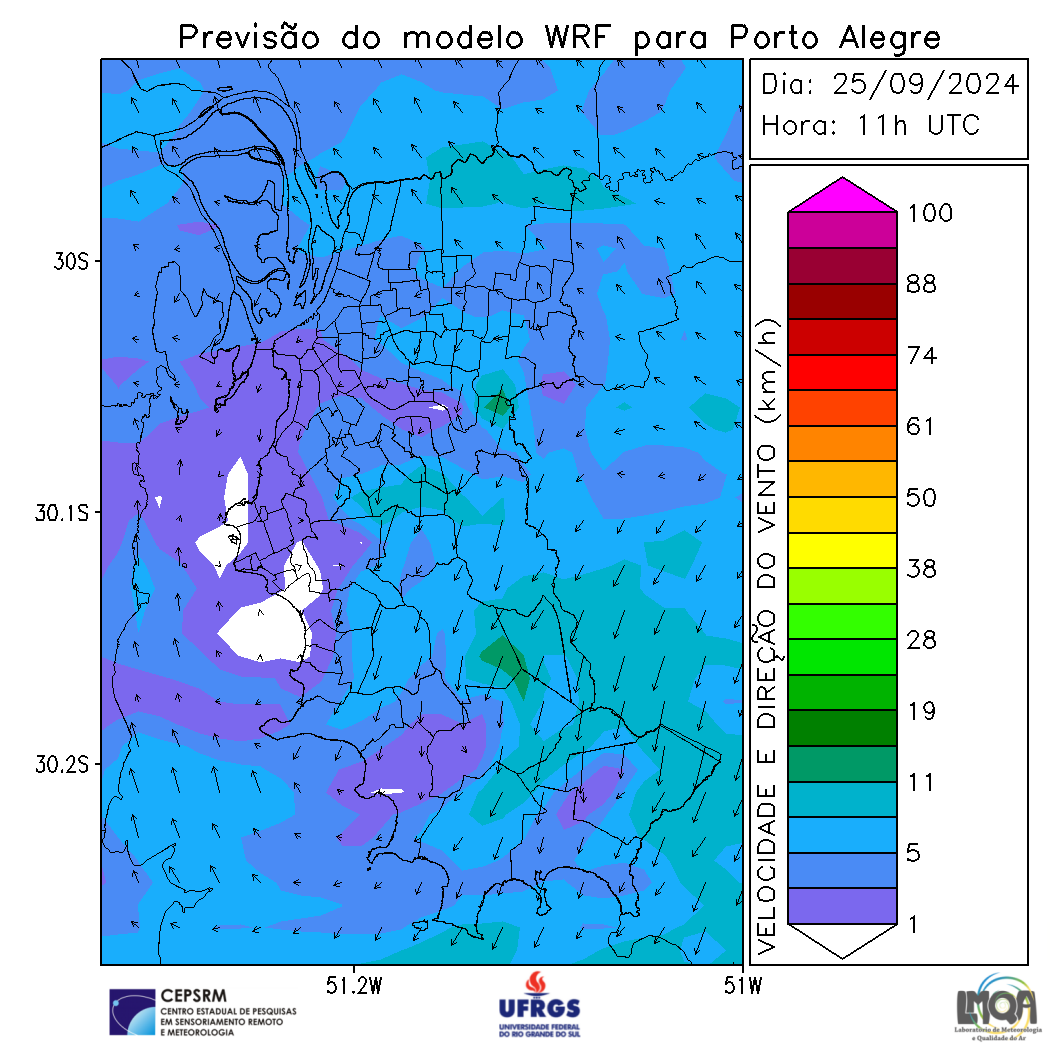 Previsão do modelo WRF para Porto Alegre
Dia: 25/09/2024
Hora: 11h UTC
30S
30.1S
30.2S
51.2W
51W
VELOCIDADE E DIREÇÃO DO VENTO (km/h)
100
88
74
61
50
38
28
19
11
5
1
CEPSRM
CENTRO ESTADUAL DE PESQUISAS
EM SENSORIAMENTO REMOTO
E METEOROLOGIA
UFRGS
UNIVERSIDADE FEDERAL
DO RIO GRANDE DO SUL
LMQA
Laboratório de Meteorologia
e Qualidade do Ar